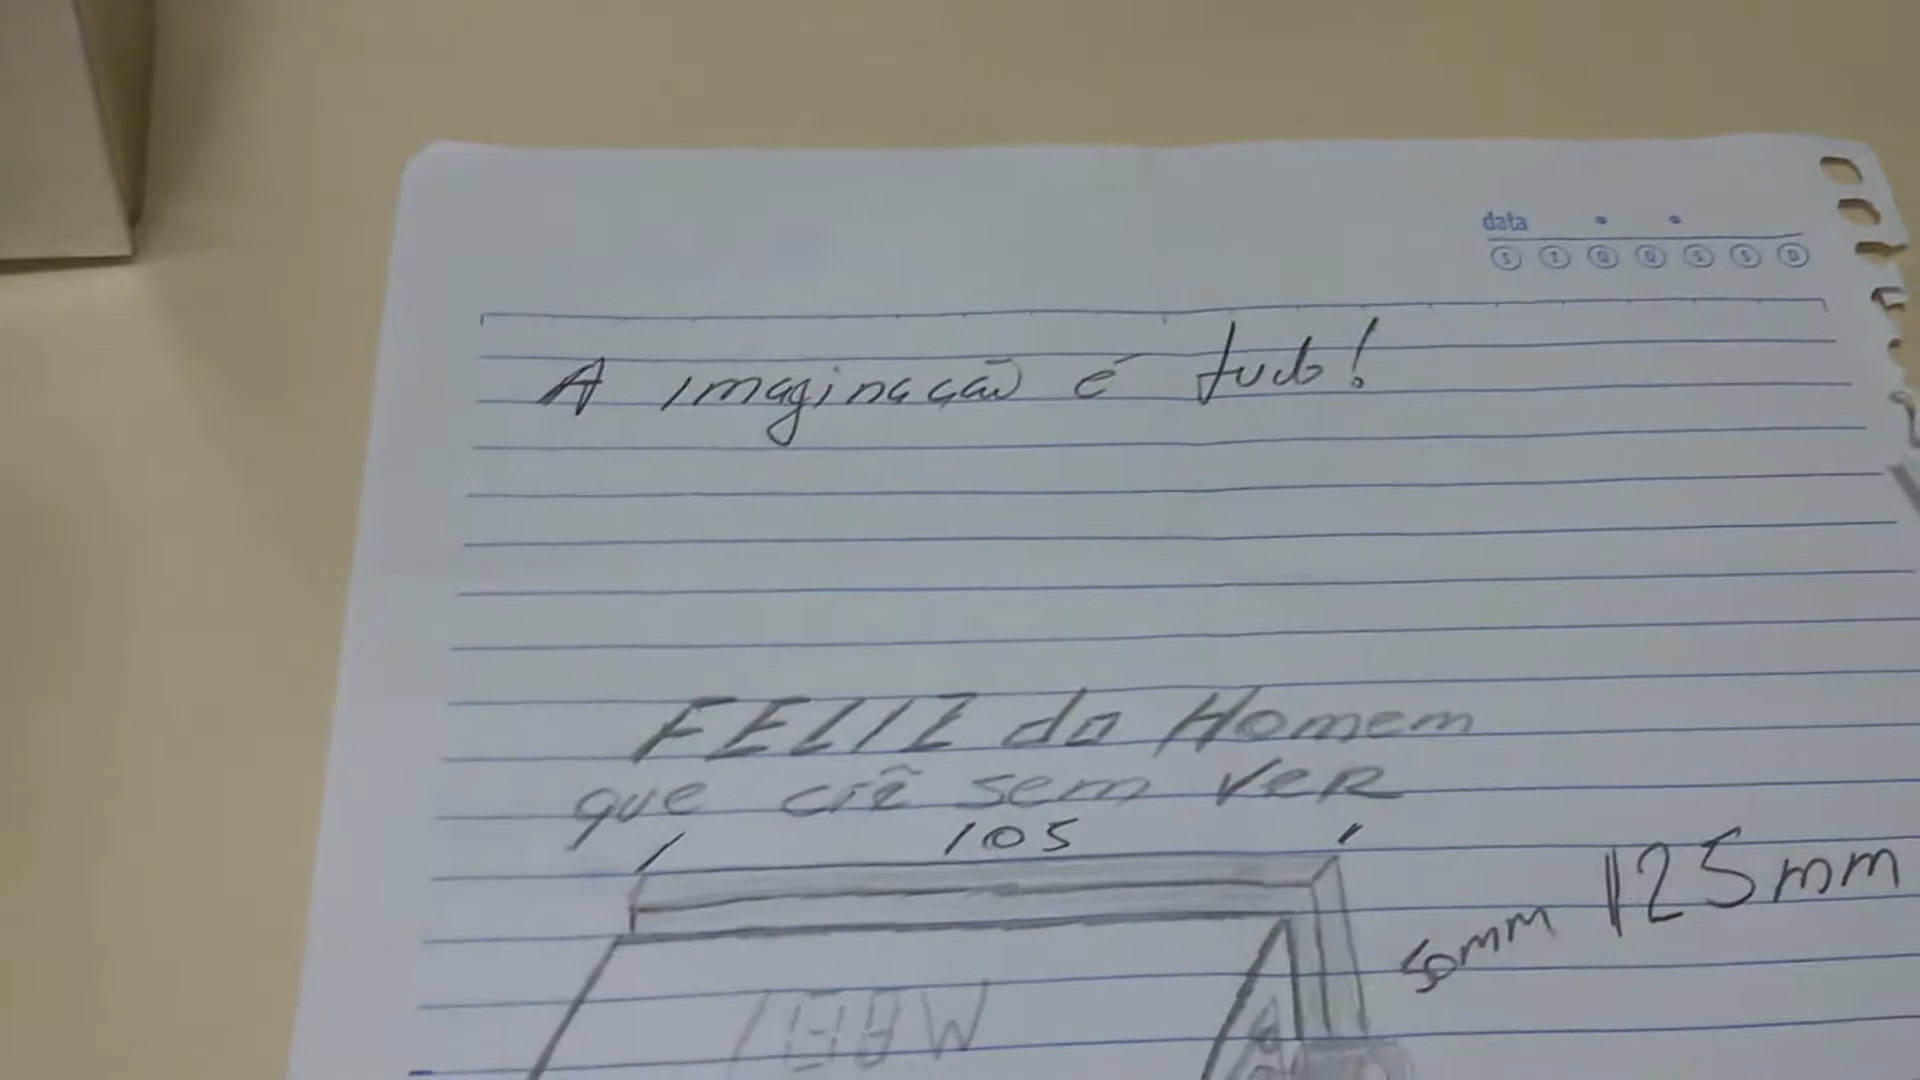 data
S T Q Q S S D
A imaginação é tudo!
FELIZ do Homem
que crê sem VER
105
125mm
50mm